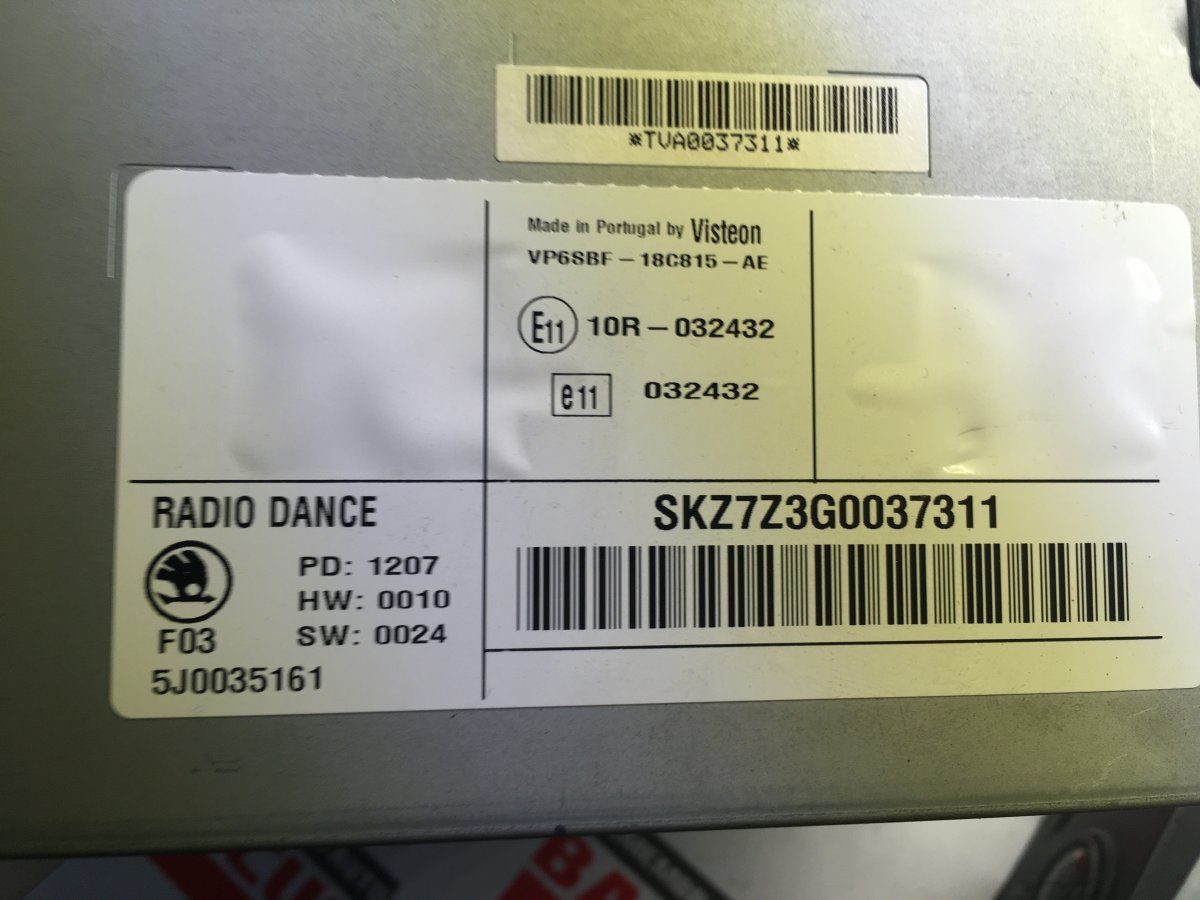 *TVA0037311*
Made in Portugal by Visteon
VP6SBF-18C815-AE
E11 10R-032432
e11 032432
RADIO DANCE
SKZ7Z3G0037311
PD: 1207
HW: 0010
SW: 0024
F03
5J0035161